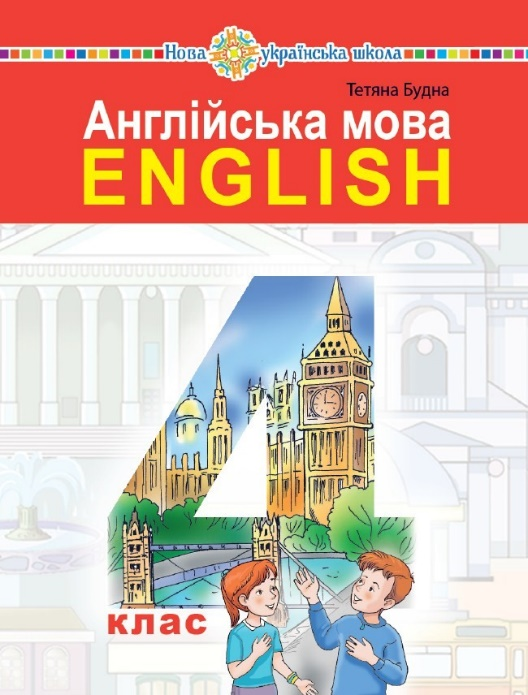 Нова українська школа
Тетяна Будна
Англійська мова
ENGLISH
4
клас